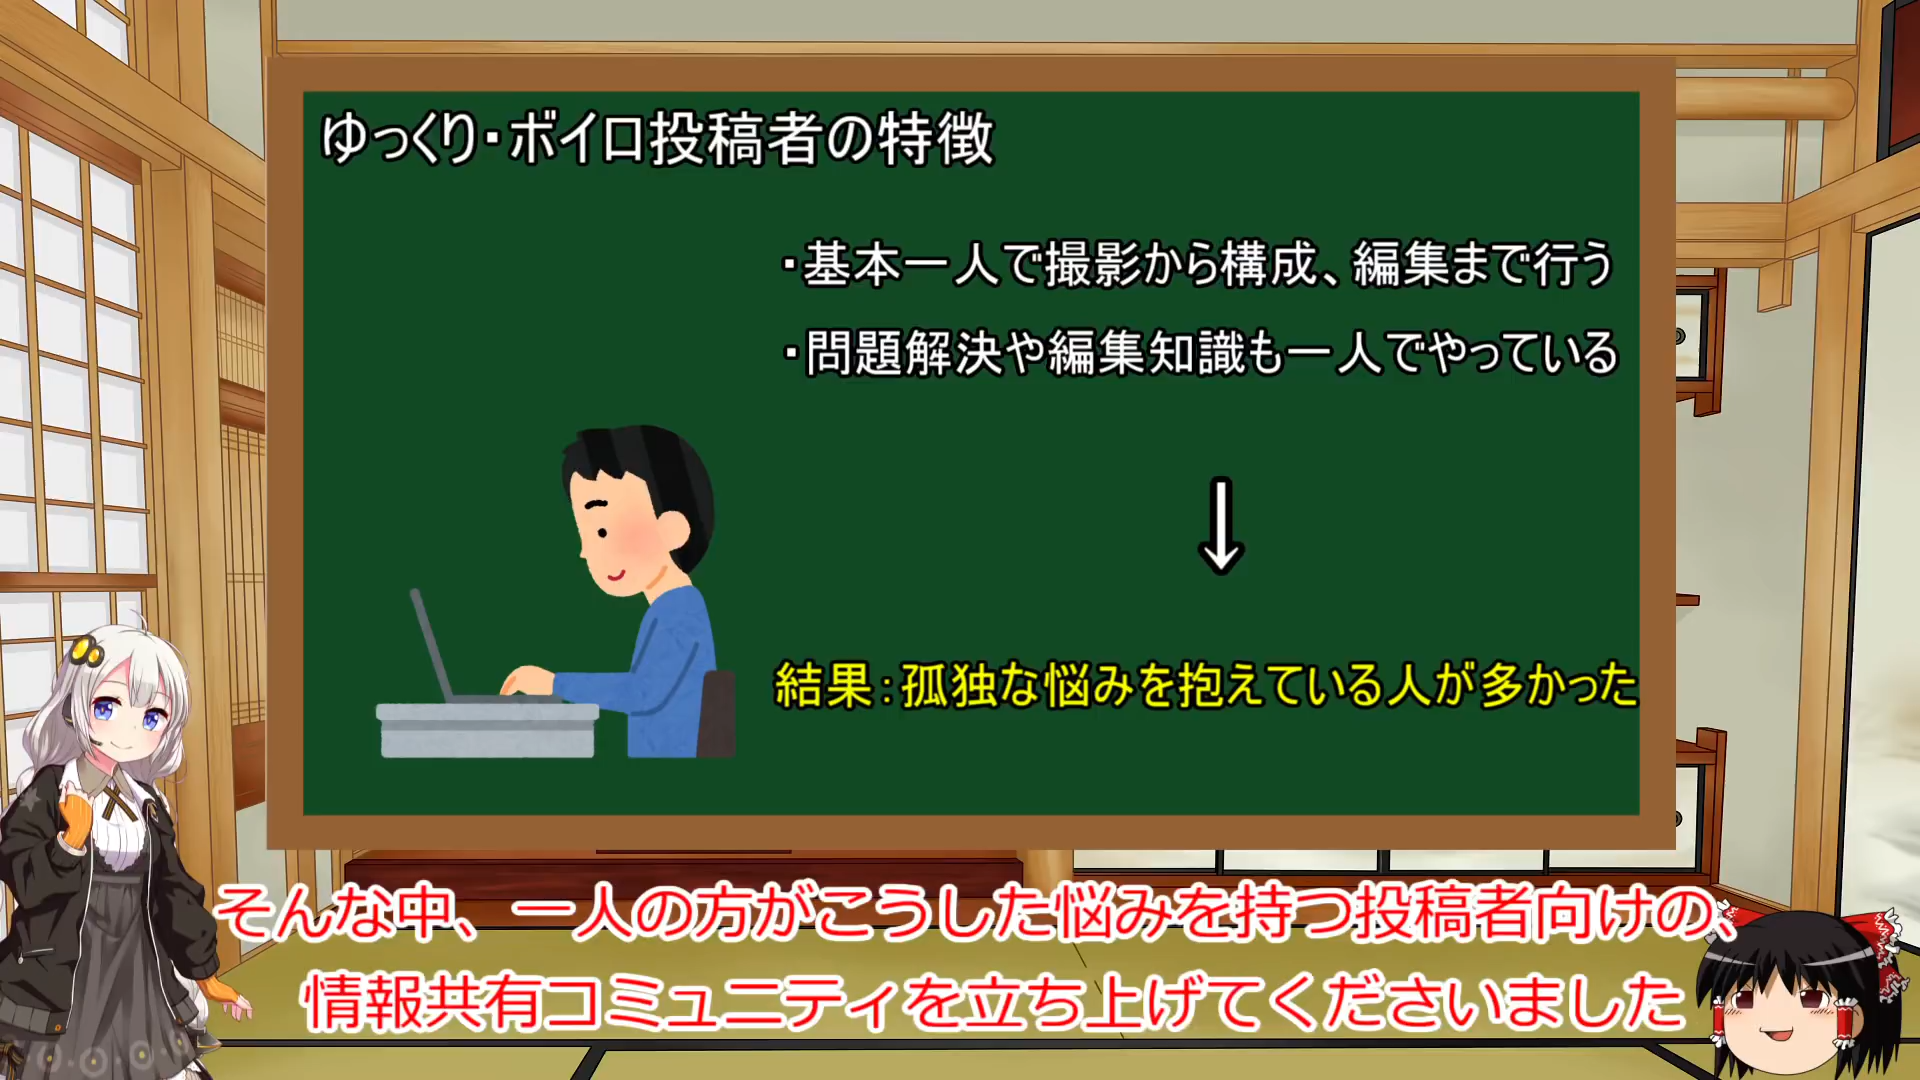 ゆっくり・ボイロ投稿者の特徴
・基本一人で撮影から構成、編集まで行う
・問題解決や編集知識も一人でやっている
↓
結果：孤独な悩みを抱えている人が多かった
そんな中、一人の方がこうした悩みを持つ投稿者向けの、
情報共有コミュニティを立ち上げてくださいました